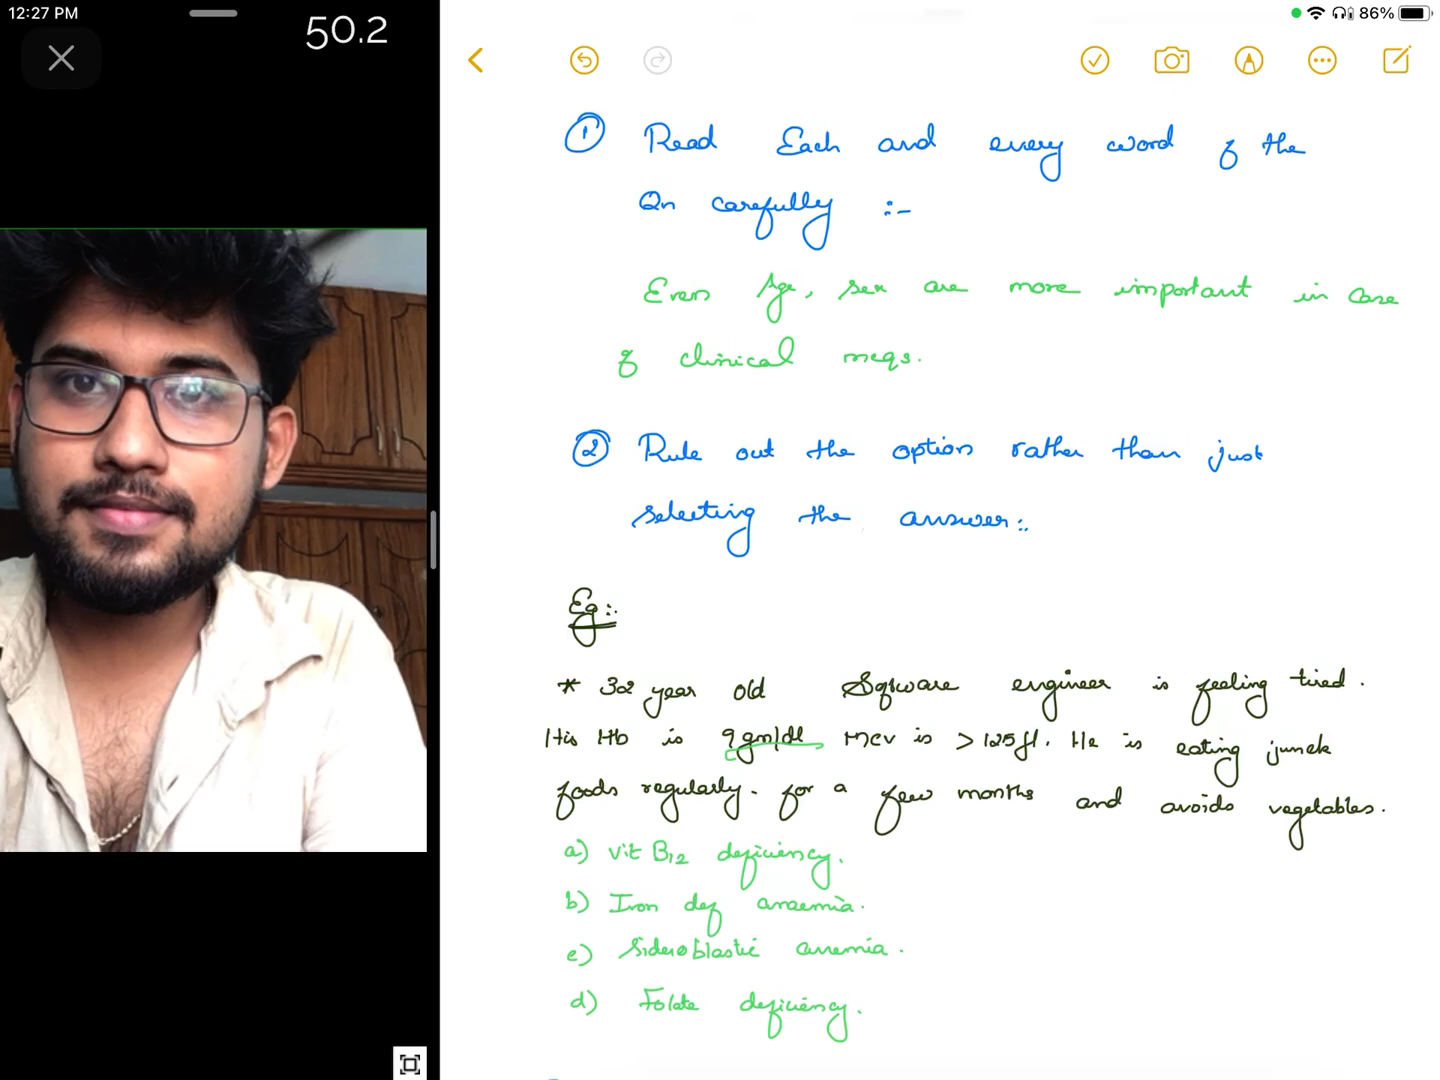 12:27 PM
50.2
86%
1 Read Each and every word of the
Qn carefully :-
Even Age, sex are more important in case
of clinical mcqs.
2 Rule out the option rather than just
selecting the answer:.
Eg:.
* 32 year old Software engineer is feeling tired.
His Hb is 9gm/dl MCV is > 125fl. He is eating junck
foods regularly. for a few months and avoids vegetables.
a) vit B12 deficiency.
b) Iron def anaemia.
c) Sideroblastic anemia.
d) Folate deficiency.